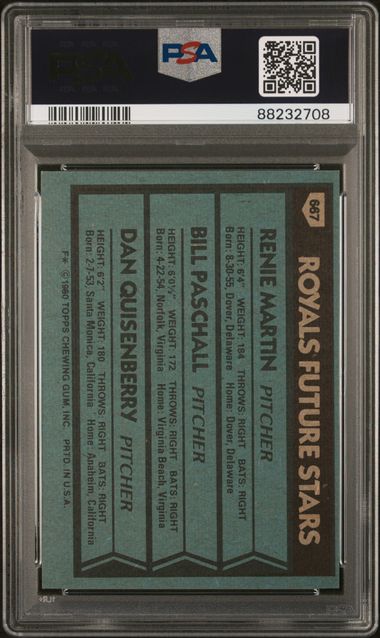 PSA
PSA
88232708
667
ROYALS FUTURE STARS
RENIE MARTIN PITCHER
HEIGHT: 6'4" WEIGHT: 184 THROWS: RIGHT BATS: RIGHT
Born: 8-30-55, Dover, Delaware Home: Dover, Delaware
BILL PASCHALL PITCHER
HEIGHT: 6'0½" WEIGHT: 172 THROWS: RIGHT BATS: RIGHT
Born: 4-22-54, Norfolk, Virginia Home: Virginia Beach, Virginia
DAN QUISENBERRY PITCHER
HEIGHT: 6'2" WEIGHT: 180 THROWS: RIGHT BATS: RIGHT
Born: 2-7-53, Santa Monica, California Home: Anaheim, California
F* ©1980 TOPPS CHEWING GUM, INC. PRTD. IN U.S.A.